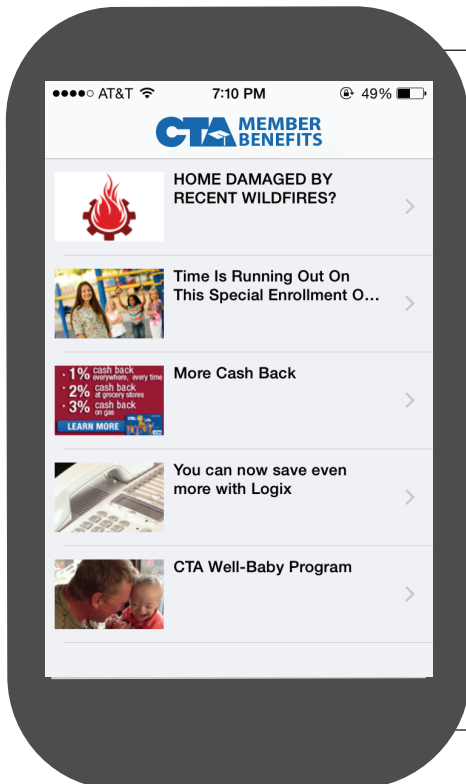 AT&T 7:10 PM 49%
CTA MEMBER
BENEFITS
HOME DAMAGED BY
RECENT WILDFIRES?
Time Is Running Out On
This Special Enrollment O...
• 1% cash back
everywhere, every time
• 2% cash back
at grocery stores
• 3% cash back
on gas
LEARN MORE
More Cash Back
You can now save even
more with Logix
CTA Well-Baby Program